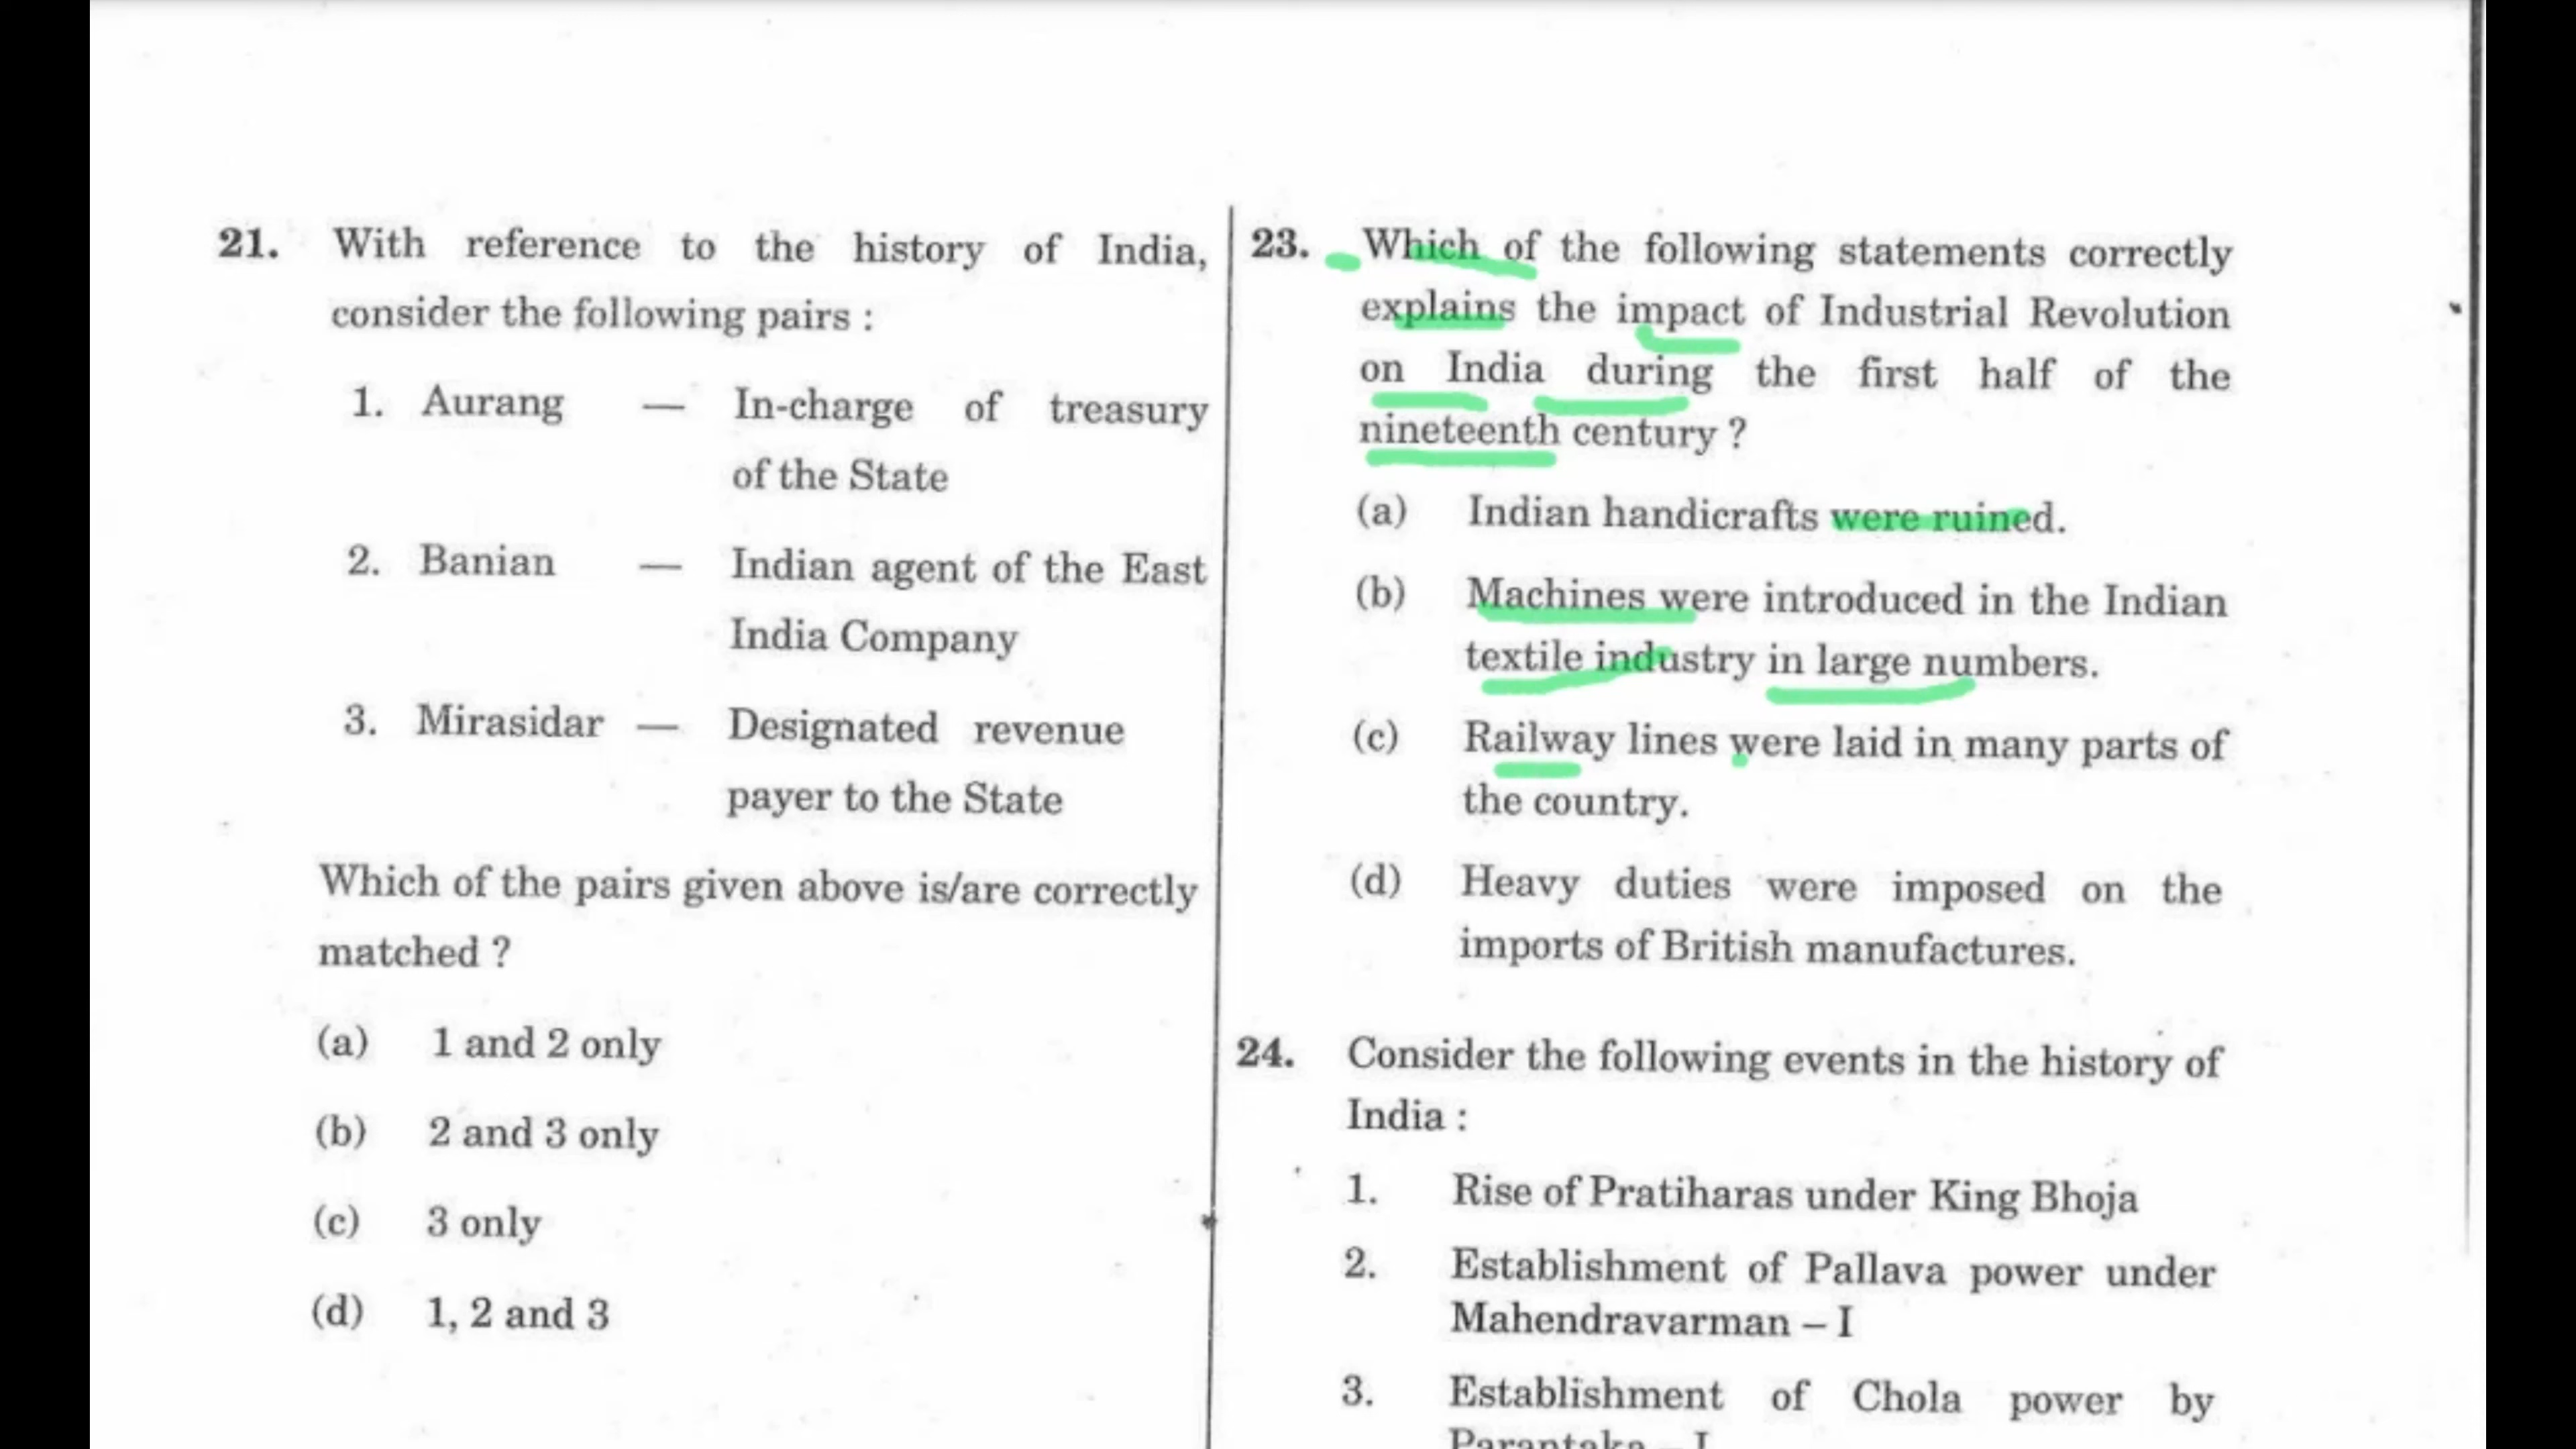 21. With reference to the history of India,
consider the following pairs :
1. Aurang — In-charge of treasury
of the State
2. Banian — Indian agent of the East
India Company
3. Mirasidar — Designated revenue
payer to the State
Which of the pairs given above is/are correctly
matched ?
(a) 1 and 2 only
(b) 2 and 3 only
(c) 3 only
(d) 1, 2 and 3
23. Which of the following statements correctly
explains the impact of Industrial Revolution
on India during the first half of the
nineteenth century ?
(a) Indian handicrafts were ruined.
(b) Machines were introduced in the Indian
textile industry in large numbers.
(c) Railway lines were laid in many parts of
the country.
(d) Heavy duties were imposed on the
imports of British manufactures.
24. Consider the following events in the history of
India :
1. Rise of Pratiharas under King Bhoja
2. Establishment of Pallava power under
Mahendravarman – I
3. Establishment of Chola power by
Parantaka – I